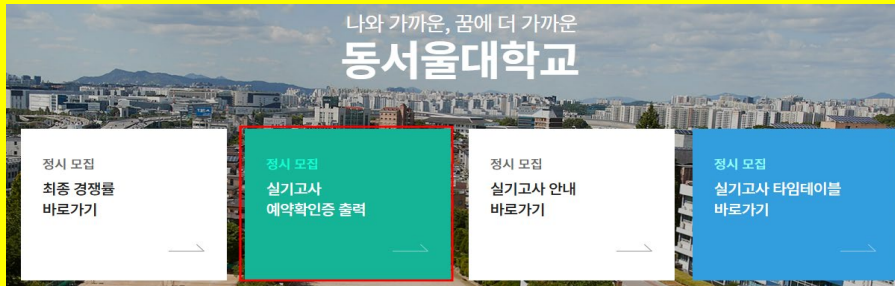 나와 가까운, 꿈에 더 가까운
동서울대학교
정시 모집
최종 경쟁률
바로가기
정시 모집
실기고사
예약확인증 출력
정시 모집
실기고사 안내
바로가기
정시 모집
실기고사 타임테이블
바로가기